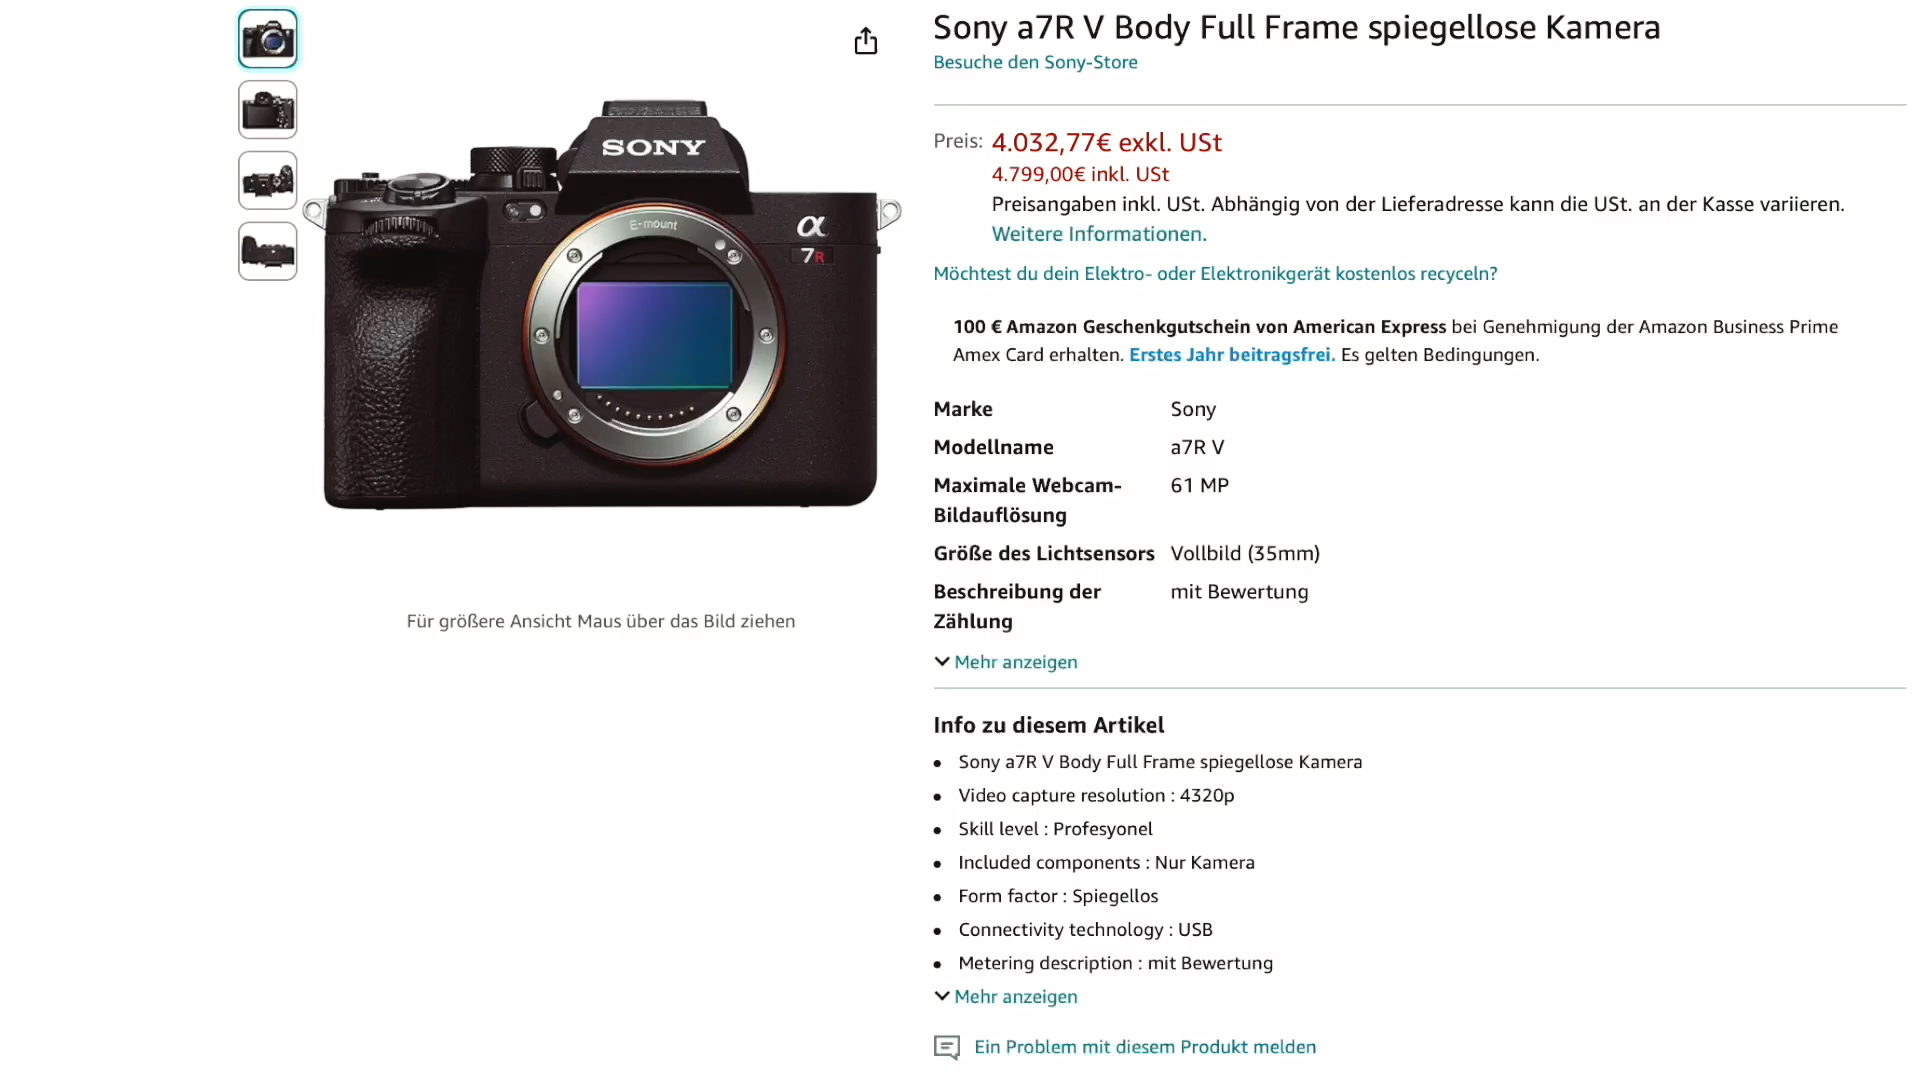 Sony a7R V Body Full Frame spiegellose Kamera
Besuche den Sony-Store
Preis: 4.032,77€ exkl. USt
4.799,00€ inkl. USt
Preisangaben inkl. USt. Abhängig von der Lieferadresse kann die USt. an der Kasse variieren.
Weitere Informationen.
Möchtest du dein Elektro- oder Elektronikgerät kostenlos recyceln?
100 € Amazon Geschenkgutschein von American Express bei Genehmigung der Amazon Business Prime
Amex Card erhalten. Erstes Jahr beitragsfrei. Es gelten Bedingungen.
Marke Sony
Modellname a7R V
Maximale Webcam- 61 MP
Bildauflösung
Größe des Lichtsensors Vollbild (35mm)
Beschreibung der mit Bewertung
Zählung
Mehr anzeigen
Info zu diesem Artikel
Sony a7R V Body Full Frame spiegellose Kamera
Video capture resolution : 4320p
Skill level : Profesyonel
Included components : Nur Kamera
Form factor : Spiegellos
Connectivity technology : USB
Metering description : mit Bewertung
Mehr anzeigen
Ein Problem mit diesem Produkt melden
SONY
E-mount
α
7R
Für größere Ansicht Maus über das Bild ziehen